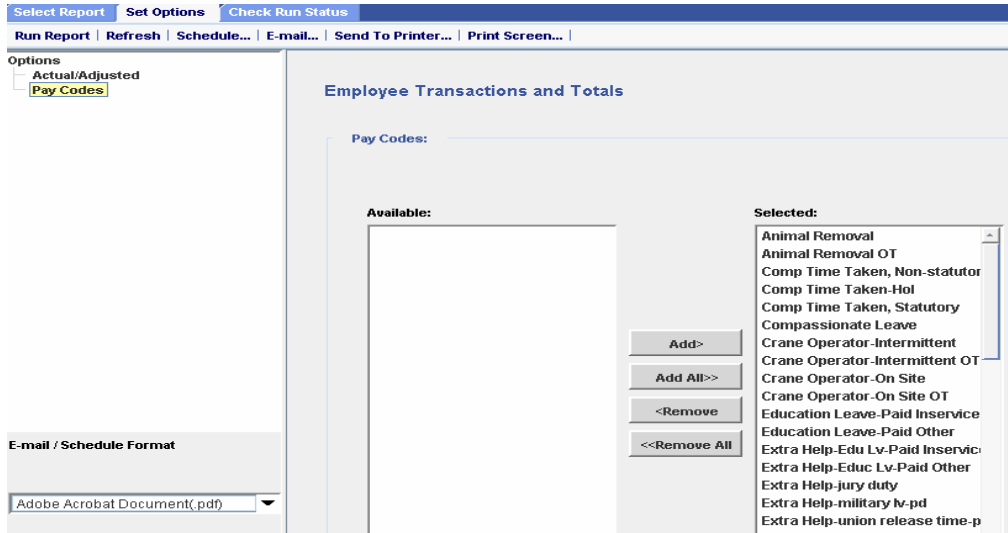 Select Report Set Options Check Run Status
Run Report | Refresh | Schedule... | E-mail... | Send To Printer... | Print Screen... |
Options
Actual/Adjusted
Pay Codes
Employee Transactions and Totals
Pay Codes:
Available:
Add>
Add All>>
<Remove
<<Remove All
Selected:
Animal Removal
Animal Removal OT
Comp Time Taken, Non-statutor
Comp Time Taken-Hol
Comp Time Taken, Statutory
Compassionate Leave
Crane Operator-Intermittent
Crane Operator-Intermittent OT
Crane Operator-On Site
Crane Operator-On Site OT
Education Leave-Paid Inservice
Education Leave-Paid Other
Extra Help-Edu Lv-Paid Inservic
Extra Help-Educ Lv-Paid Other
Extra Help-jury duty
Extra Help-military lv-pd
Extra Help-union release time-p
E-mail / Schedule Format
Adobe Acrobat Document(.pdf)